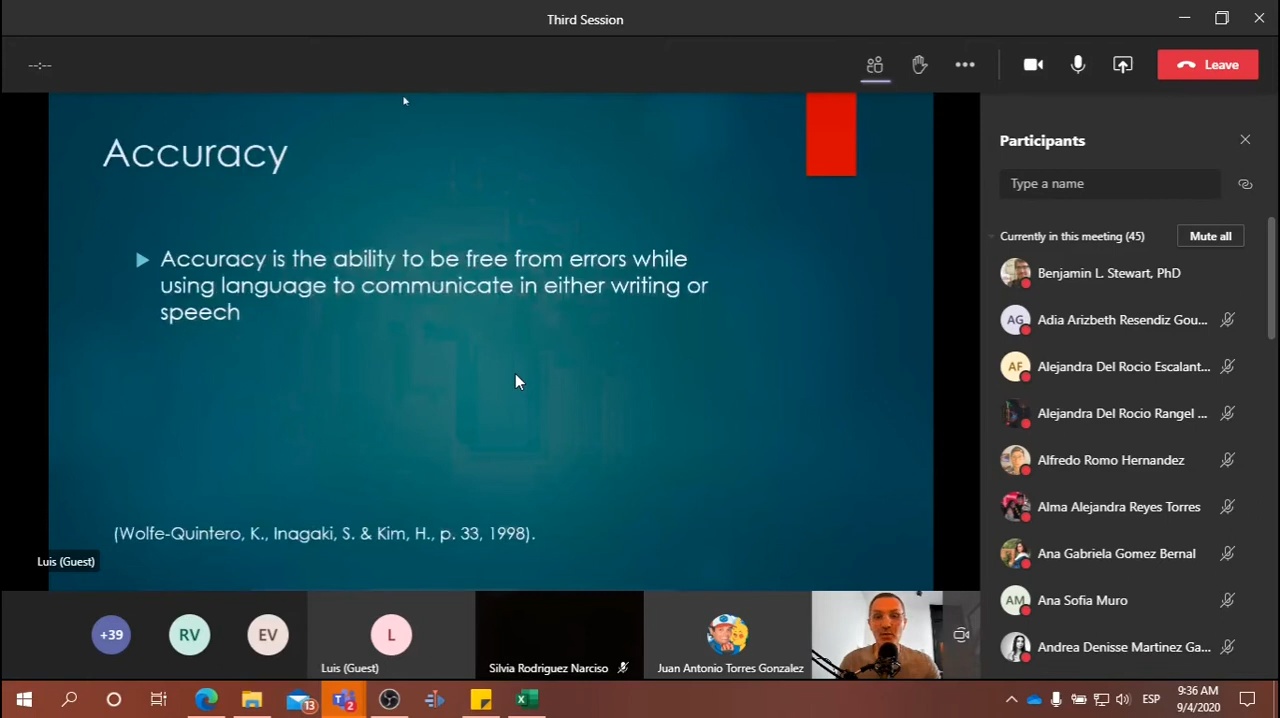 Third Session
--:--
Leave
Accuracy
Accuracy is the ability to be free from errors while
using language to communicate in either writing or
speech
(Wolfe-Quintero, K., Inagaki, S. & Kim, H., p. 33, 1998).
Luis (Guest)
Participants
Type a name
Currently in this meeting (45)
Mute all
Benjamin L. Stewart, PhD
AG
Adia Arizbeth Resendiz Gou...
AF
Alejandra Del Rocio Escalant...
Alejandra Del Rocio Rangel ...
Alfredo Romo Hernandez
Alma Alejandra Reyes Torres
Ana Gabriela Gomez Bernal
AM
Ana Sofia Muro
Andrea Denisse Martinez Ga...
+39
RV
EV
L
Luis (Guest)
Silvia Rodriguez Narciso
Juan Antonio Torres Gonzalez
13
2
ESP
9:36 AM
9/4/2020